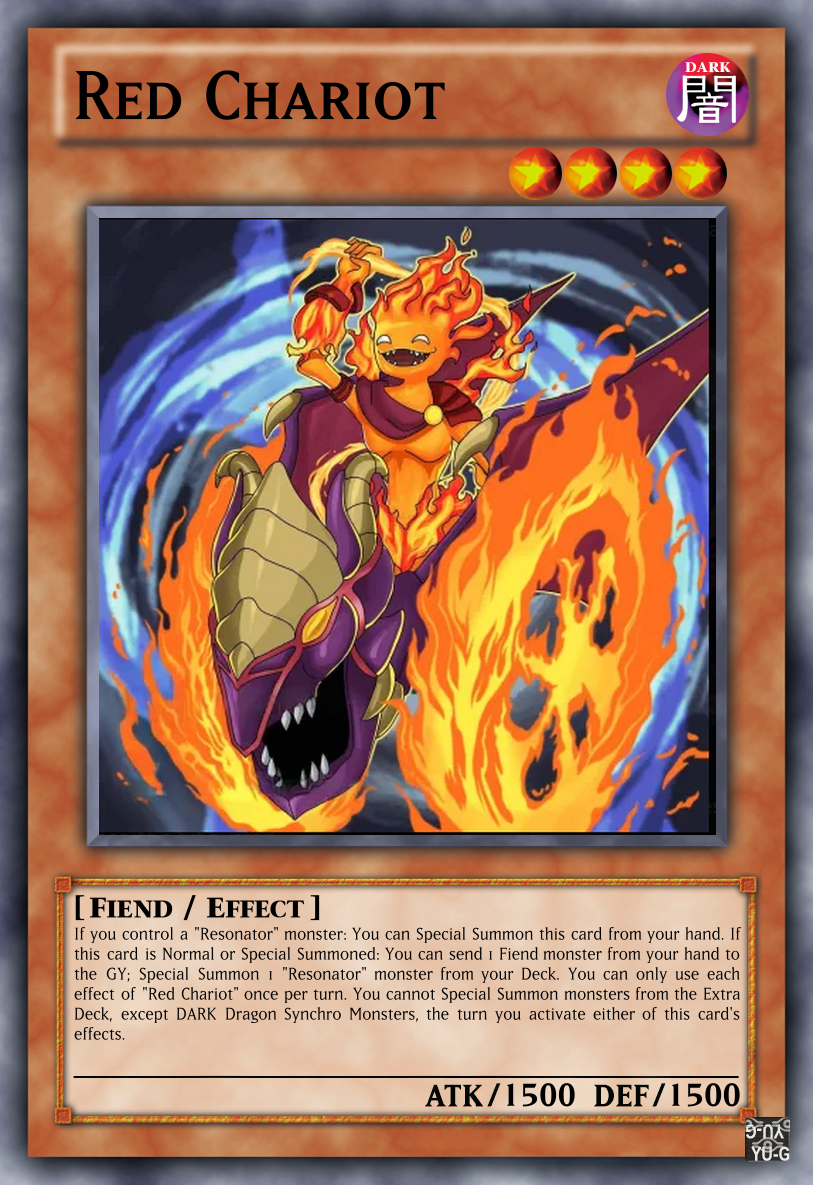 Red Chariot
DARK
闇
[ Fiend / Effect ]
If you control a "Resonator" monster: You can Special Summon this card from your hand. If
this card is Normal or Special Summoned: You can send 1 Fiend monster from your hand to
the GY; Special Summon 1 "Resonator" monster from your Deck. You can only use each
effect of "Red Chariot" once per turn. You cannot Special Summon monsters from the Extra
Deck, except DARK Dragon Synchro Monsters, the turn you activate either of this card's
effects.
ATK/1500 DEF/1500
YU-G
YU-G